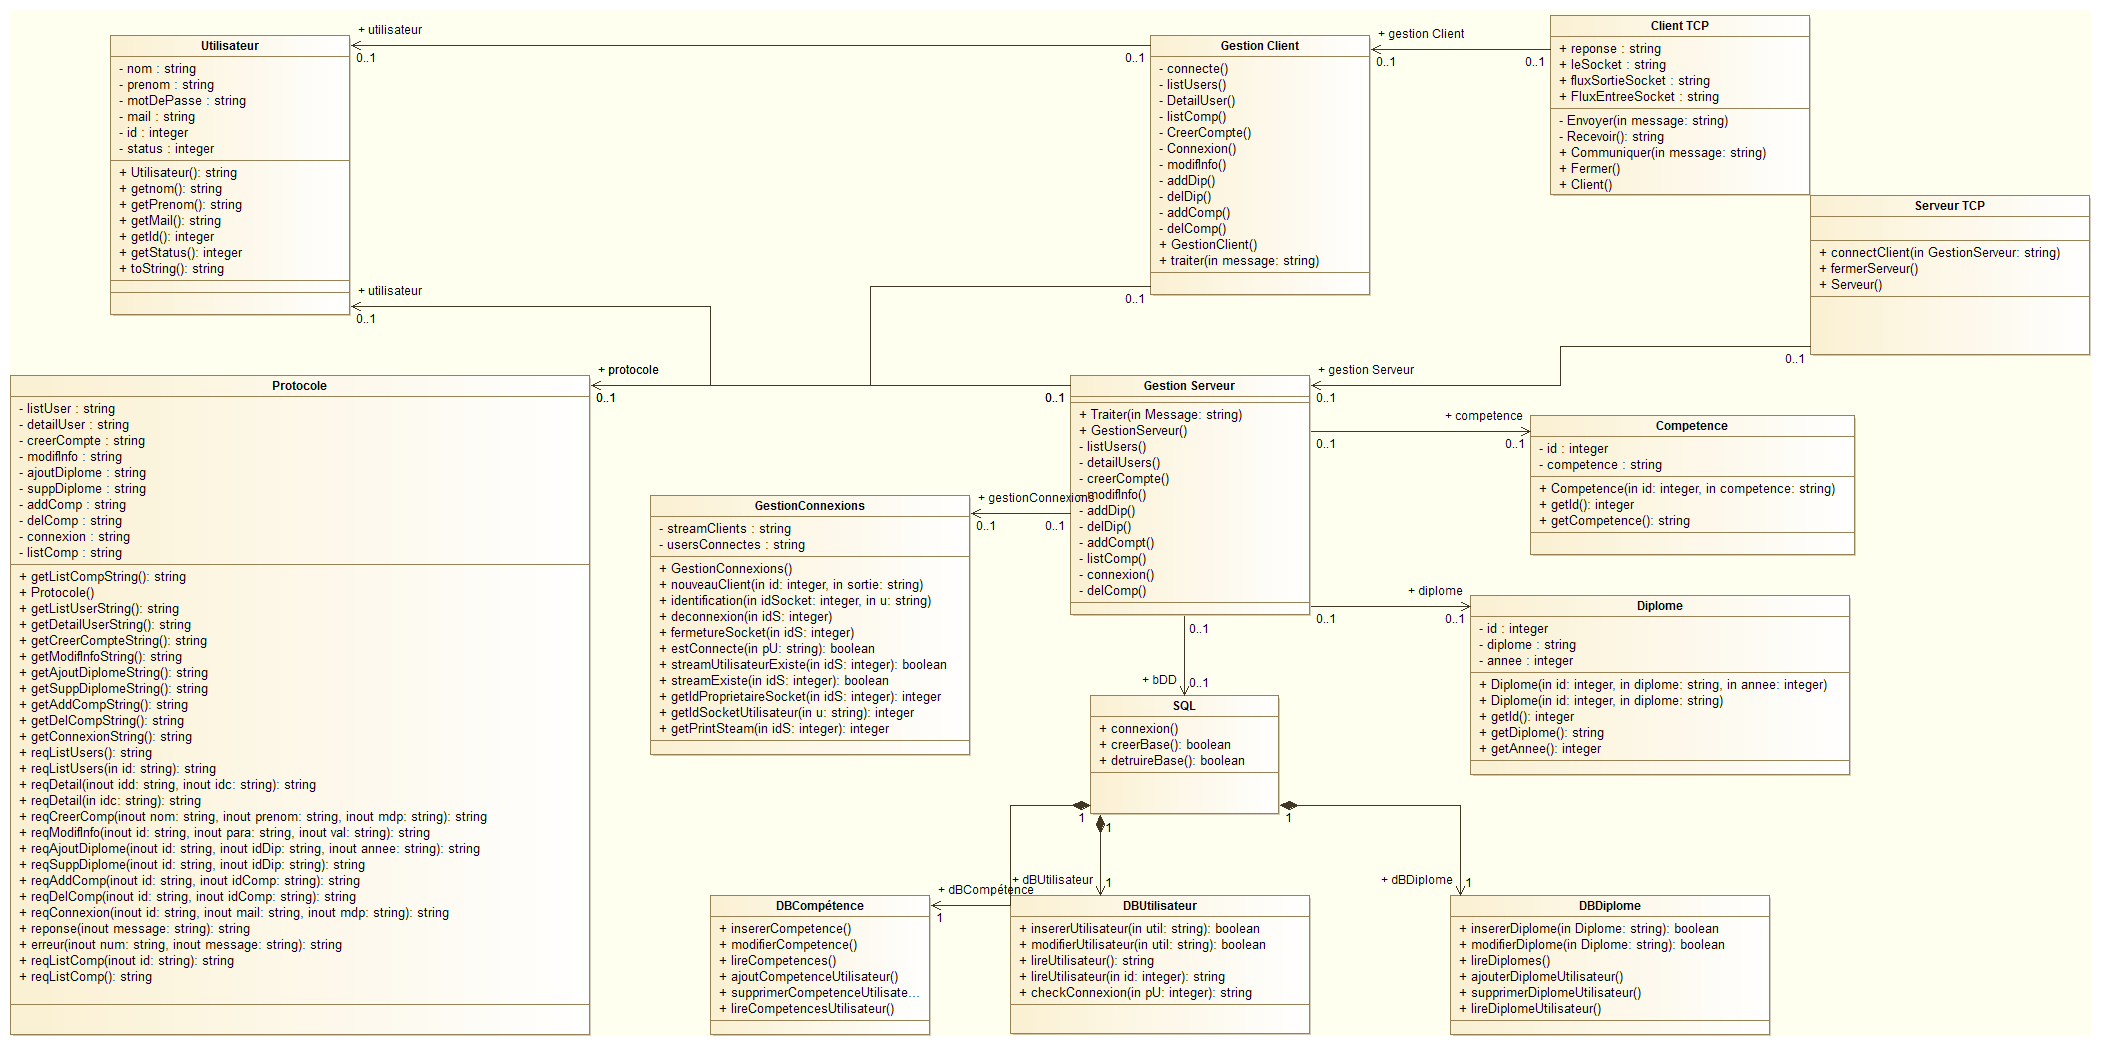 Utilisateur
- nom : string
- prenom : string
- motDePasse : string
- mail : string
- id : integer
- status : integer
+ Utilisateur(): string
+ getnom(): string
+ getPrenom(): string
+ getMail(): string
+ getId(): integer
+ getStatus(): integer
+ toString(): string
+ utilisateur
0..1
0..1
+ utilisateur
0..1
0..1
Gestion Client
- connecte()
- listUsers()
- DetailUser()
- listComp()
- CreerCompte()
- Connexion()
- modifInfo()
- addDip()
- delDip()
- addComp()
- delComp()
+ GestionClient()
+ traiter(in message: string)
+ gestion Client
0..1
0..1
Client TCP
+ reponse : string
+ leSocket : string
+ fluxSortieSocket : string
+ FluxEntreeSocket : string
- Envoyer(in message: string)
- Recevoir(): string
+ Communiquer(in message: string)
+ Fermer()
+ Client()
Serveur TCP
+ connectClient(in GestionServeur: string)
+ fermerServeur()
+ Serveur()
0..1
+ gestion Serveur
0..1
Protocole
- listUser : string
- detailUser : string
- creerCompte : string
- modifInfo : string
- ajoutDiplome : string
- suppDiplome : string
- addComp : string
- delComp : string
- connexion : string
- listComp : string
+ getListCompString(): string
+ Protocole()
+ getListUserString(): string
+ getDetailUserString(): string
+ getCreerCompteString(): string
+ getModifInfoString(): string
+ getAjoutDiplomeString(): string
+ getSuppDiplomeString(): string
+ getAddCompString(): string
+ getDelCompString(): string
+ getConnexionString(): string
+ reqListUsers(): string
+ reqListUsers(in id: string): string
+ reqDetail(inout idd: string, inout idc: string): string
+ reqDetail(in idc: string): string
+ reqCreerComp(inout nom: string, inout prenom: string, inout mdp: string): string
+ reqModifInfo(inout id: string, inout para: string, inout val: string): string
+ reqAjoutDiplome(inout id: string, inout idDip: string, inout annee: string): string
+ reqSuppDiplome(inout id: string, inout idDip: string): string
+ reqAddComp(inout id: string, inout idComp: string): string
+ reqDelComp(inout id: string, inout idComp: string): string
+ reqConnexion(inout id: string, inout mail: string, inout mdp: string): string
+ reponse(inout message: string): string
+ erreur(inout num: string, inout message: string): string
+ reqListComp(inout id: string): string
+ reqListComp(): string
+ protocole
0..1
0..1
Gestion Serveur
+ Traiter(in Message: string)
+ GestionServeur()
- listUsers()
- detailUsers()
- creerCompte()
- modifInfo()
- addDip()
- delDip()
- addCompt()
- listComp()
- connexion()
- delComp()
+ gestionConnexions
0..1
0..1
GestionConnexions
- streamClients : string
- usersConnectes : string
+ GestionConnexions()
+ nouveauClient(in id: integer, in sortie: string)
+ identification(in idSocket: integer, in u: string)
+ deconnexion(in idS: integer)
+ fermetureSocket(in idS: integer)
+ estConnecte(in pU: string): boolean
+ streamUtilisateurExiste(in idS: integer): boolean
+ streamExiste(in idS: integer): boolean
+ getIdProprietaireSocket(in idS: integer): integer
+ getIdSocketUtilisateur(in u: string): integer
+ getPrintSteam(in idS: integer): integer
+ competence
0..1
0..1
Competence
- id : integer
- competence : string
+ Competence(in id: integer, in competence: string)
+ getId(): integer
+ getCompetence(): string
+ diplome
0..1
0..1
Diplome
- id : integer
- diplome : string
- annee : integer
+ Diplome(in id: integer, in diplome: string, in annee: integer)
+ Diplome(in id: integer, in diplome: string)
+ getId(): integer
+ getDiplome(): string
+ getAnnee(): integer
0..1
+ bDD
0..1
SQL
+ connexion()
+ creerBase(): boolean
+ detruireBase(): boolean
1
1
1
+ dBCompétence
1
+ dBUtilisateur
1
+ dBDiplome
1
DBCompétence
+ insererCompetence()
+ modifierCompetence()
+ lireCompetences()
+ ajoutCompetenceUtilisateur()
+ supprimerCompetenceUtilisate...
+ lireCompetencesUtilisateur()
DBUtilisateur
+ insererUtilisateur(in util: string): boolean
+ modifierUtilisateur(in util: string): boolean
+ lireUtilisateur(): string
+ lireUtilisateur(in id: integer): string
+ checkConnexion(in pU: integer): string
DBDiplome
+ insererDiplome(in Diplome: string): boolean
+ modifierDiplome(in Diplome: string): boolean
+ lireDiplomes()
+ ajouterDiplomeUtilisateur()
+ supprimerDiplomeUtilisateur()
+ lireDiplomeUtilisateur()